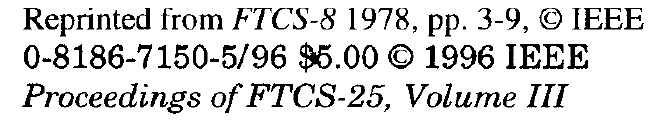 Reprinted from FTCS-8 1978, pp. 3-9, © IEEE
0-8186-7150-5/96 $5.00 © 1996 IEEE
Proceedings of FTCS-25, Volume III